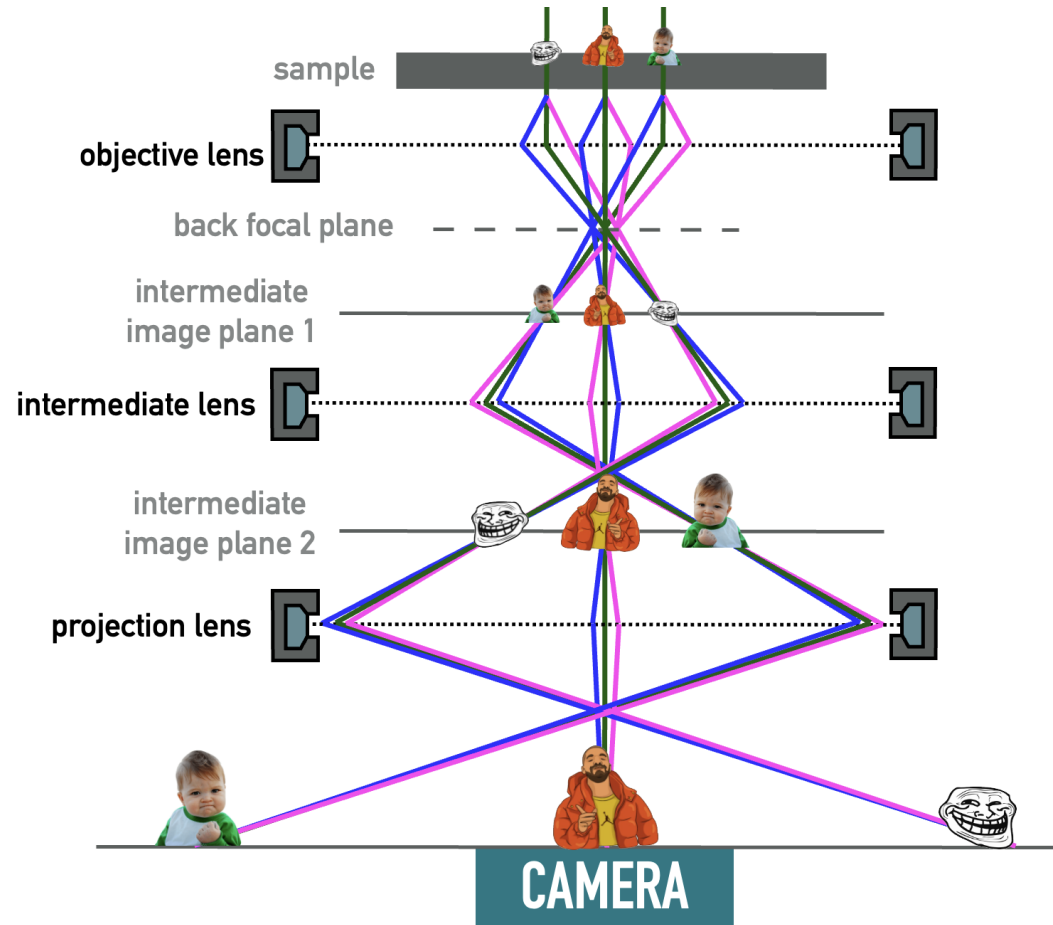 sample
objective lens
back focal plane
intermediate
image plane 1
intermediate lens
intermediate
image plane 2
projection lens
CAMERA